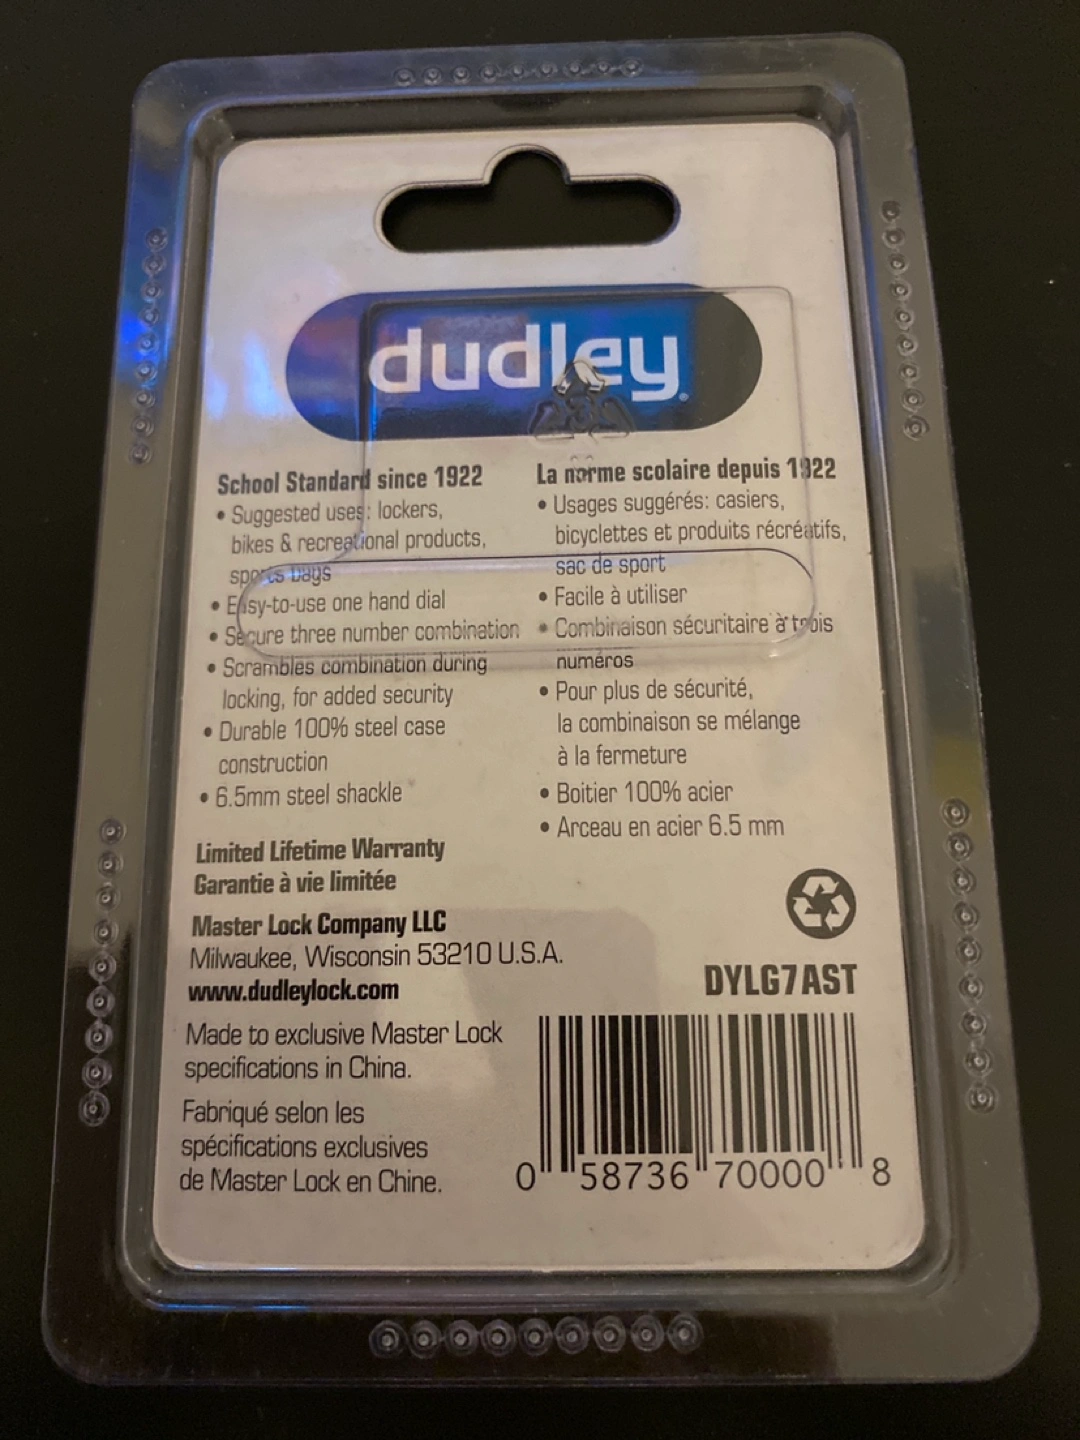 dudley
School Standard since 1922
• Suggested uses: lockers,
bikes & recreational products,
sports bags
• Easy-to-use one hand dial
• Secure three number combination
• Scrambles combination during
locking, for added security
• Durable 100% steel case
construction
• 6.5mm steel shackle
La norme scolaire depuis 1922
• Usages suggérés: casiers,
bicyclettes et produits récréatifs,
sac de sport
• Facile à utiliser
• Combinaison sécuritaire à trois
numéros
• Pour plus de sécurité,
la combinaison se mélange
à la fermeture
• Boitier 100% acier
• Arceau en acier 6.5 mm
Limited Lifetime Warranty
Garantie à vie limitée
Master Lock Company LLC
Milwaukee, Wisconsin 53210 U.S.A.
www.dudleylock.com
Made to exclusive Master Lock
specifications in China.
Fabriqué selon les
spécifications exclusives
de Master Lock en Chine.
DYLG7AST
0 58736 70000 8